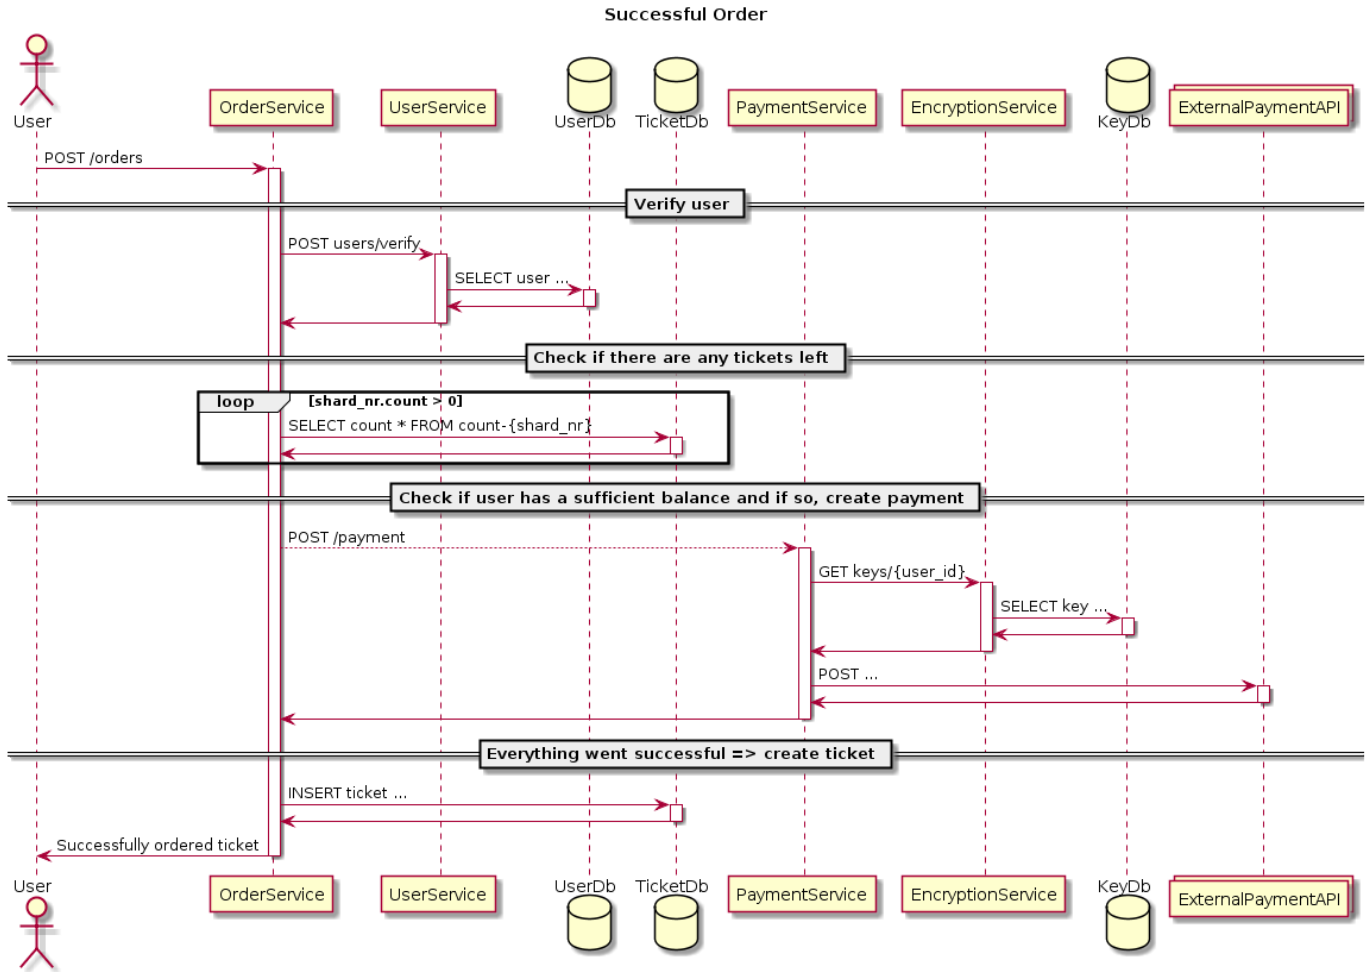 Successful Order
User
OrderService
UserService
UserDb
TicketDb
PaymentService
EncryptionService
KeyDb
ExternalPaymentAPI
POST /orders
Verify user
POST users/verify
SELECT user ...
Check if there are any tickets left
loop
[shard_nr.count > 0]
SELECT count * FROM count-{shard_nr}
Check if user has a sufficient balance and if so, create payment
POST /payment
GET keys/{user_id}
SELECT key ...
POST ...
Everything went successful => create ticket
INSERT ticket ...
Successfully ordered ticket
User
OrderService
UserService
UserDb
TicketDb
PaymentService
EncryptionService
KeyDb
ExternalPaymentAPI